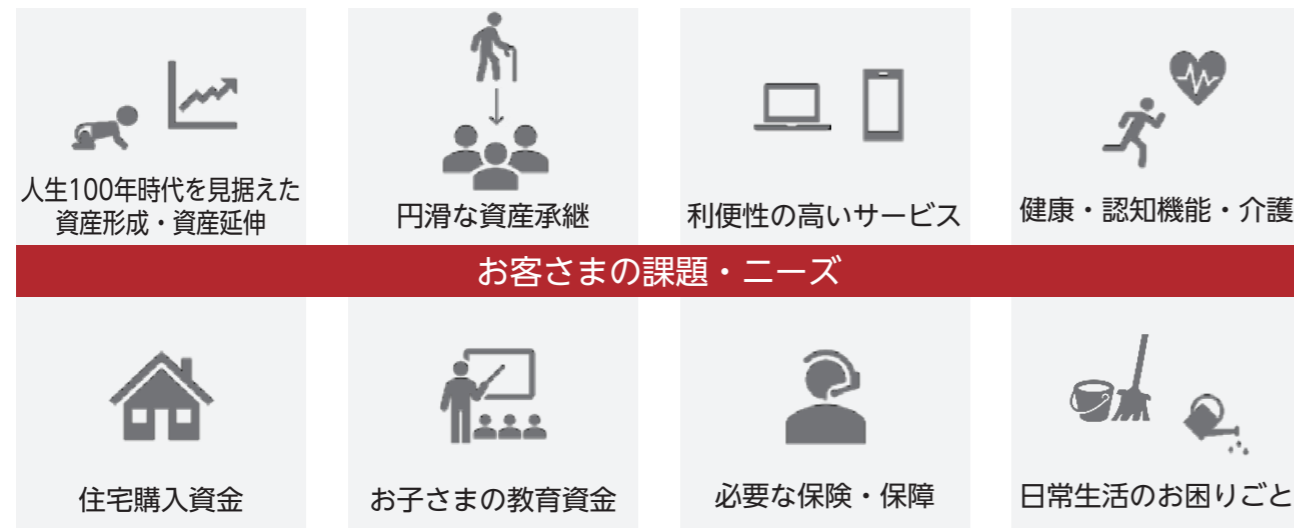 人生100年時代を見据えた
資産形成・資産延伸
円滑な資産承継
利便性の高いサービス
健康・認知機能・介護
お客さまの課題・ニーズ
住宅購入資金
お子さまの教育資金
必要な保険・保障
日常生活のお困りごと